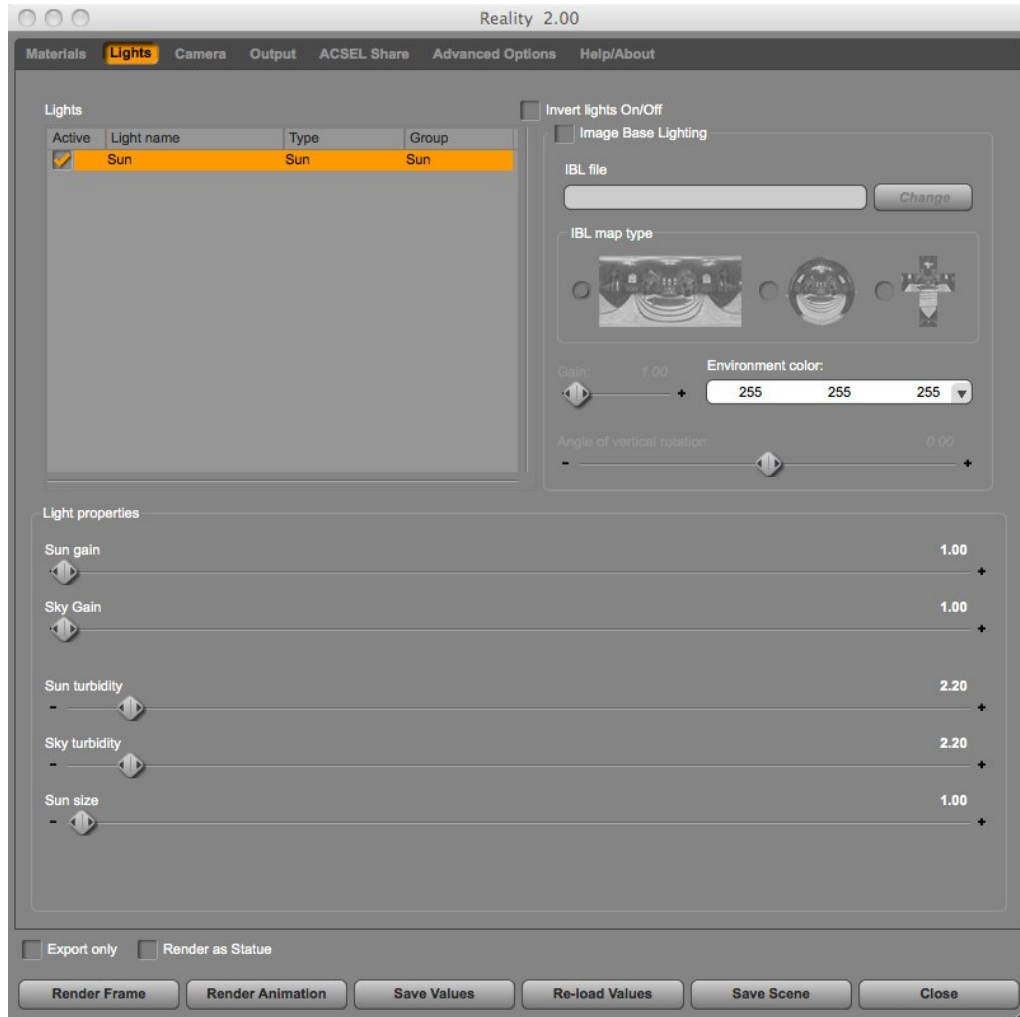 Reality 2.00
Materials Lights Camera Output ACSEL Share Advanced Options Help/About
Lights
Active Light name Type Group
Sun Sun Sun
Invert lights On/Off
Image Base Lighting
IBL file
Change
IBL map type
Gain: 1.00
Environment color:
- +
255 255 255
Angle of vertical rotation: 0.00
- +
Light properties
Sun gain 1.00
- +
Sky Gain 1.00
- +
Sun turbidity 2.20
- +
Sky turbidity 2.20
- +
Sun size 1.00
- +
Export only Render as Statue
Render Frame Render Animation Save Values Re-load Values Save Scene Close